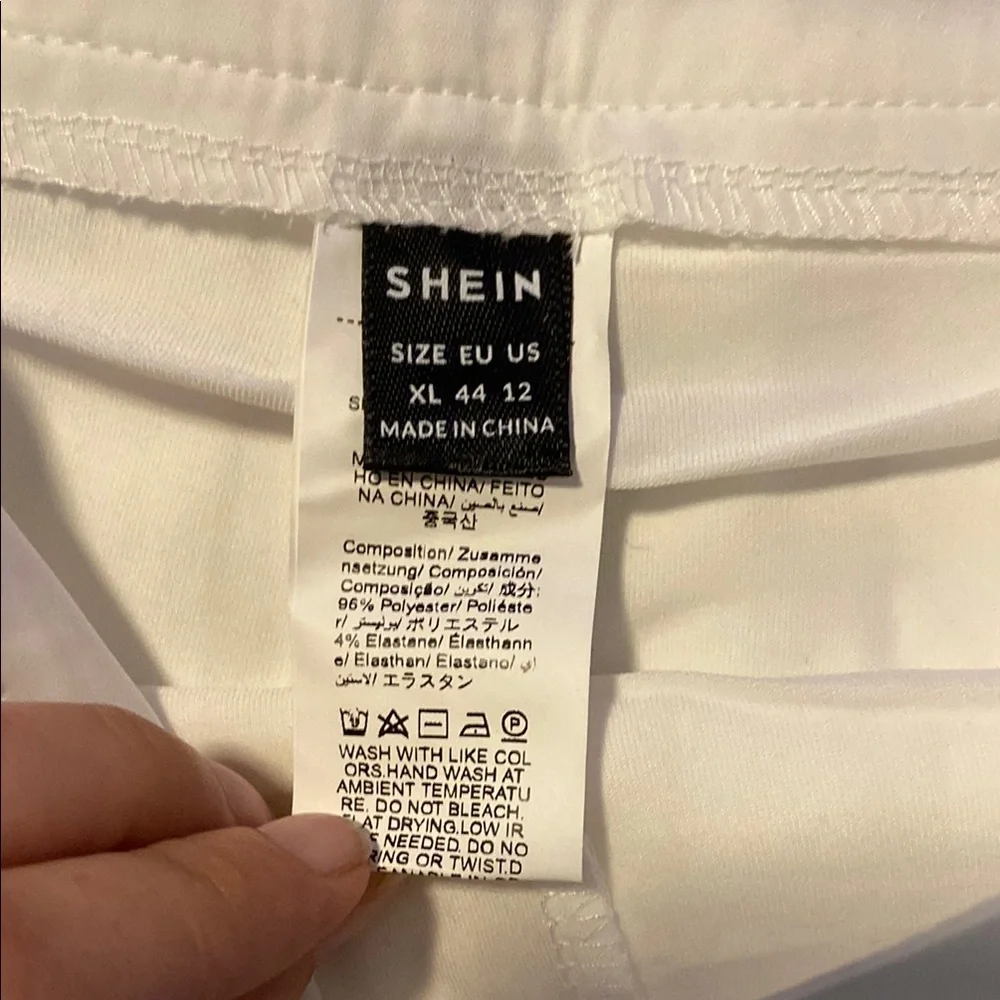 SHEIN
SIZE EU US
XL 44 12
MADE IN CHINA
HO EN CHINA/ FEITO
NA CHINA/ صنع بالصين/
중국산
Composition/ Zusamme
nsetzung/ Composición/
Composição/ تكوين/ 成分:
96% Polyester/ Polieste
r/ بوليستر/ ポリエステル
4% Elastane/ Élasthann
e/ Elasthan/ Elastano/ إي
لاستين/ エラスタン
WASH WITH LIKE COL
ORS.HAND WASH AT
AMBIENT TEMPERATU
RE. DO NOT BLEACH.
FLAT DRYING.LOW IR
NEEDED. DO NO
RING OR TWIST.D